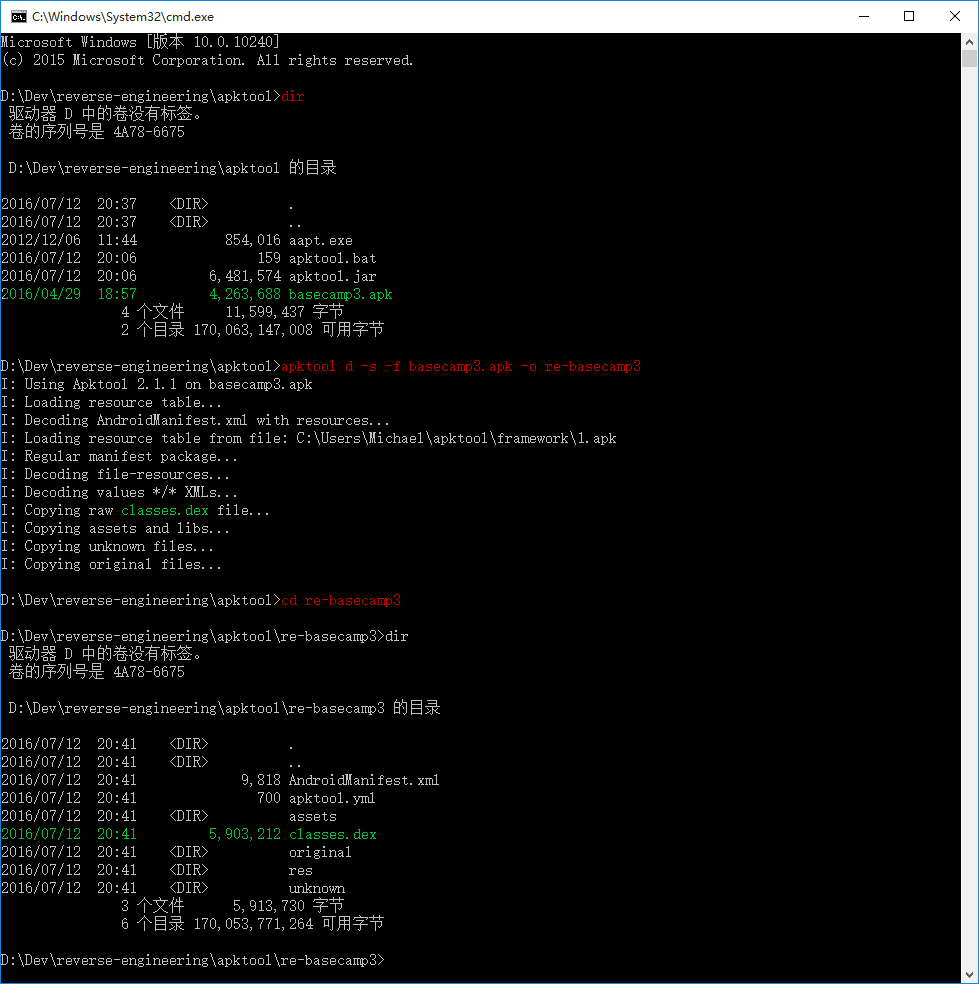 C:\Windows\System32\cmd.exe
Microsoft Windows [版本 10.0.10240]
(c) 2015 Microsoft Corporation. All rights reserved.
D:\Dev\reverse-engineering\apktool>dir
驱动器 D 中的卷没有标签。
卷的序列号是 4A78-6675
D:\Dev\reverse-engineering\apktool 的目录
2016/07/12  20:37    <DIR>          .
2016/07/12  20:37    <DIR>          ..
2012/12/06  11:44           854,016 aapt.exe
2016/07/12  20:06               159 apktool.bat
2016/07/12  20:06         6,481,574 apktool.jar
2016/04/29  18:57         4,263,688 basecamp3.apk
4 个文件     11,599,437 字节
2 个目录 170,063,147,008 可用字节
D:\Dev\reverse-engineering\apktool>apktool d -s -f basecamp3.apk -o re-basecamp3
I: Using Apktool 2.1.1 on basecamp3.apk
I: Loading resource table...
I: Decoding AndroidManifest.xml with resources...
I: Loading resource table from file: C:\Users\Michael\apktool\framework\1.apk
I: Regular manifest package...
I: Decoding file-resources...
I: Decoding values */* XMLs...
I: Copying raw classes.dex file...
I: Copying assets and libs...
I: Copying unknown files...
I: Copying original files...
D:\Dev\reverse-engineering\apktool>cd re-basecamp3
D:\Dev\reverse-engineering\apktool\re-basecamp3>dir
驱动器 D 中的卷没有标签。
卷的序列号是 4A78-6675
D:\Dev\reverse-engineering\apktool\re-basecamp3 的目录
2016/07/12  20:41    <DIR>          .
2016/07/12  20:41    <DIR>          ..
2016/07/12  20:41             9,818 AndroidManifest.xml
2016/07/12  20:41               700 apktool.yml
2016/07/12  20:41    <DIR>          assets
2016/07/12  20:41         5,903,212 classes.dex
2016/07/12  20:41    <DIR>          original
2016/07/12  20:41    <DIR>          res
2016/07/12  20:41    <DIR>          unknown
3 个文件      5,913,730 字节
6 个目录 170,053,771,264 可用字节
D:\Dev\reverse-engineering\apktool\re-basecamp3>